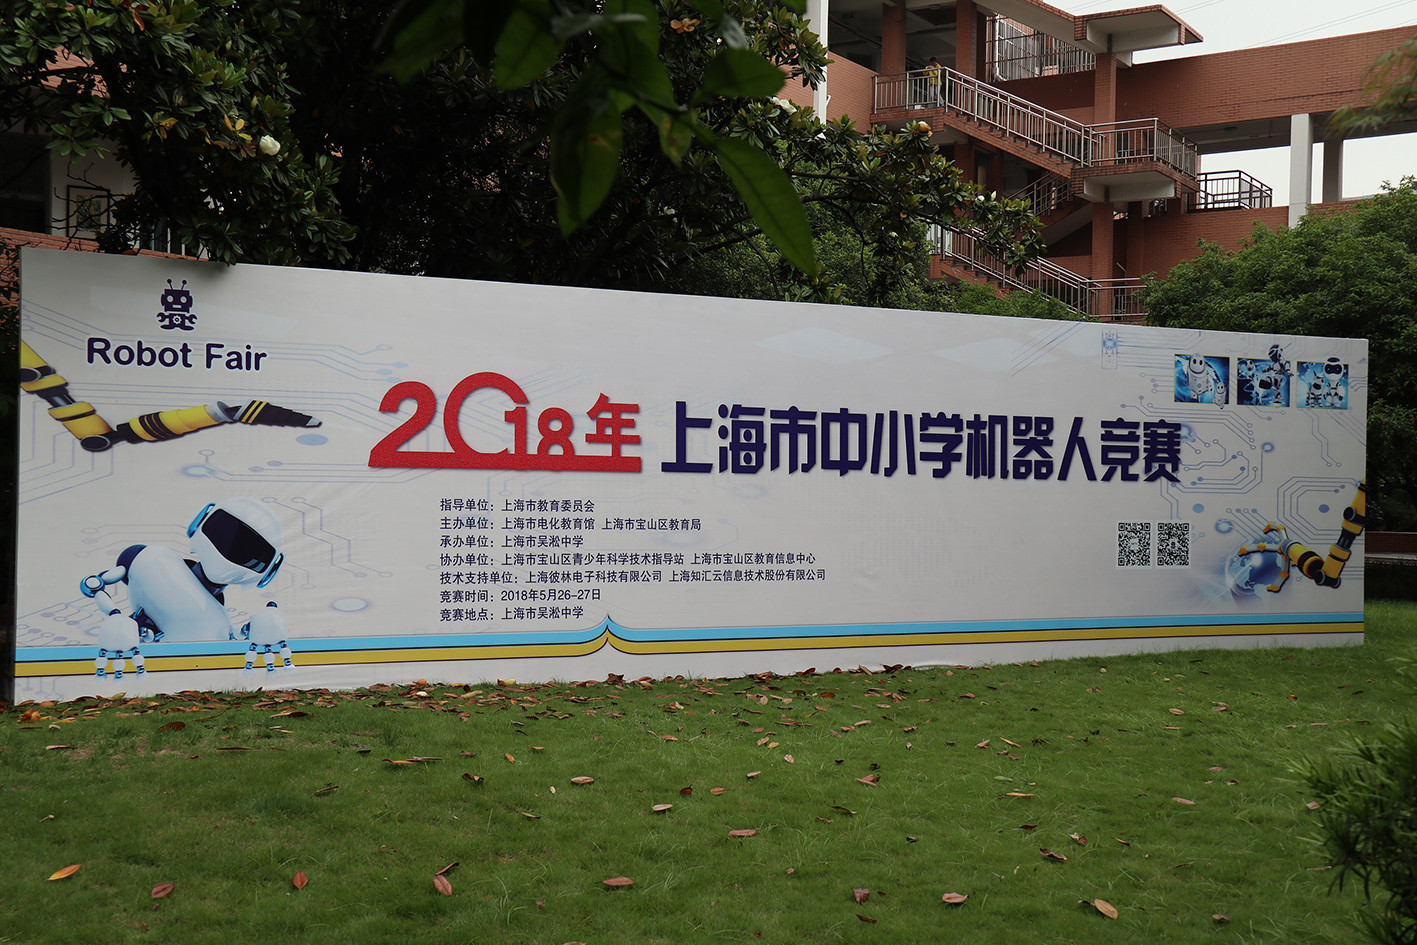 Robot Fair
2018年 上海市中小学机器人竞赛
指导单位：上海市教育委员会
主办单位：上海市电化教育馆 上海市宝山区教育局
承办单位：上海市吴淞中学
协办单位：上海市宝山区青少年科学技术指导站 上海市宝山区教育信息中心
技术支持单位：上海彼林电子科技有限公司 上海知汇云信息技术股份有限公司
竞赛时间：2018年5月26-27日
竞赛地点：上海市吴淞中学